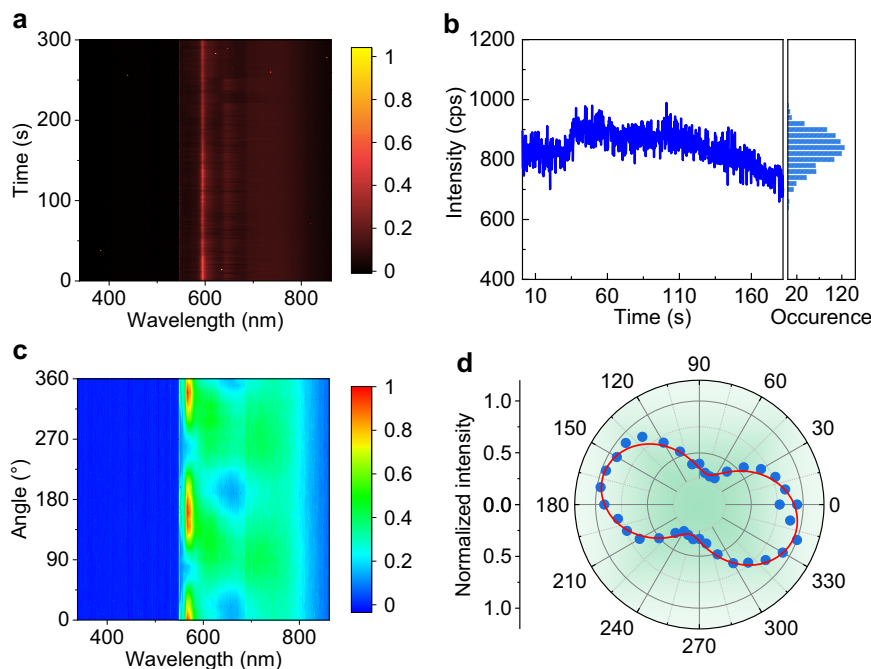 a
300
200
100
0
Time (s)
400 600 800
Wavelength (nm)
1
0.8
0.6
0.4
0.2
0
b
1200
1000
800
600
400
Intensity (cps)
10 60 110 160
Time (s)
20 120
Occurence
c
360
270
180
90
0
Angle (°)
400 600 800
Wavelength (nm)
1
0.8
0.6
0.4
0.2
0
d
1.0
0.5
0.0
0.5
1.0
Normalized intensity
90
120 60
150 30
180 0
210 330
240 300
270